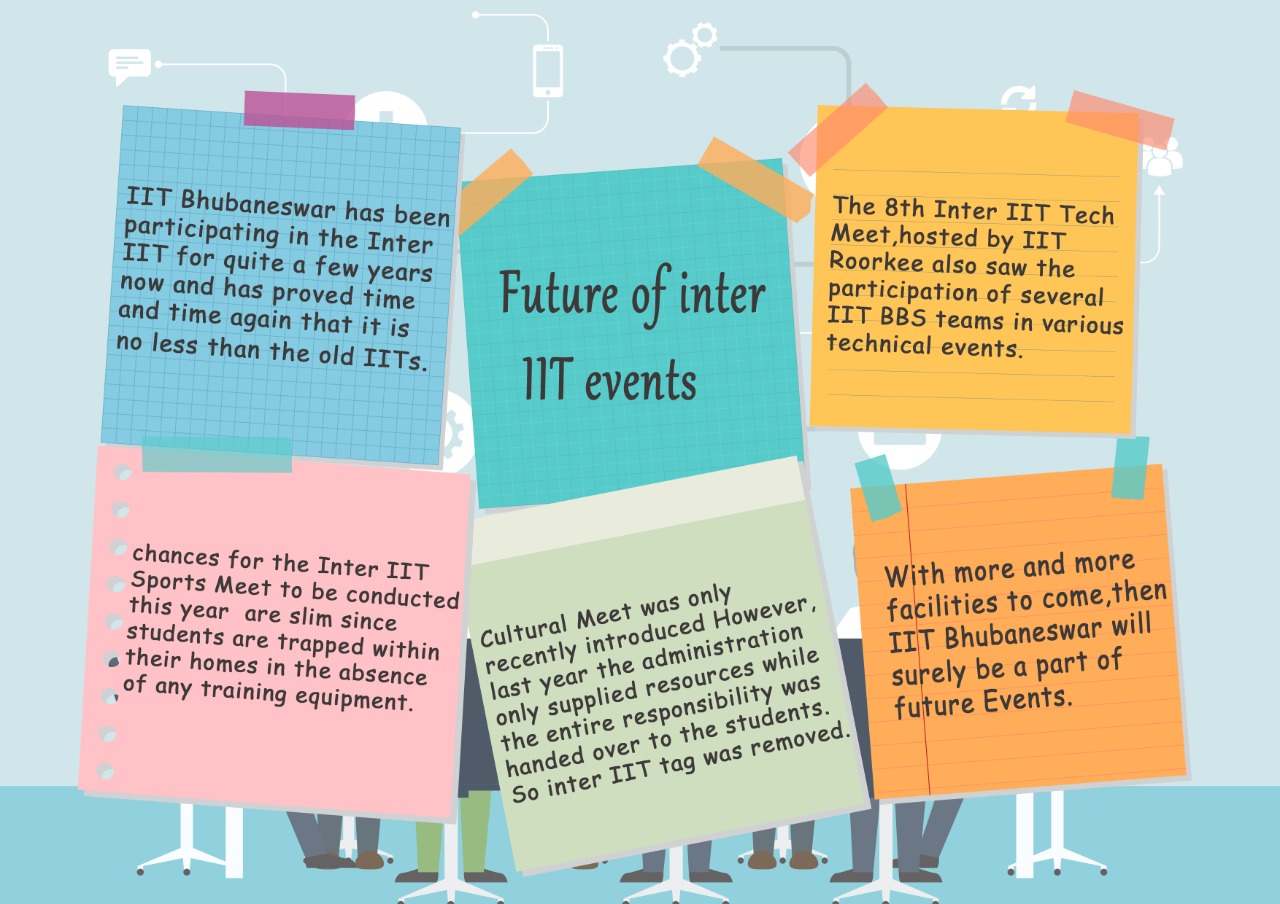 IIT Bhubaneswar has been
participating in the Inter
IIT for quite a few years
now and has proved time
and time again that it is
no less than the old IITs.
Future of inter
IIT events
The 8th Inter IIT Tech
Meet,hosted by IIT
Roorkee also saw the
participation of several
IIT BBS teams in various
technical events.
chances for the Inter IIT
Sports Meet to be conducted
this year are slim since
students are trapped within
their homes in the absence
of any training equipment.
Cultural Meet was only
recently introduced However,
last year the administration
only supplied resources while
the entire responsibility was
handed over to the students.
So inter IIT tag was removed.
With more and more
facilities to come,then
IIT Bhubaneswar will
surely be a part of
future Events.